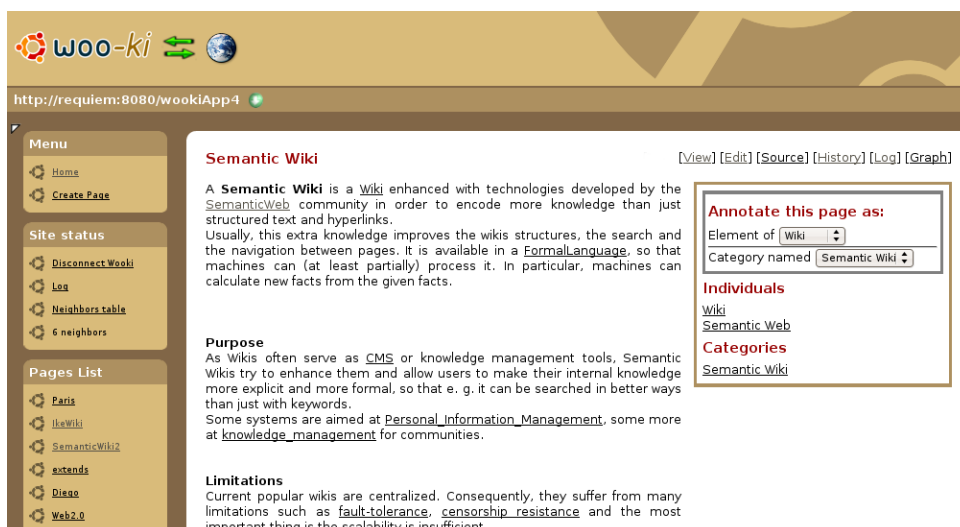 woo-ki
http://requiem:8080/wookiApp4
Menu
Home
Create Page
Site status
Disconnect Wooki
Log
Neighbors table
6 neighbors
Pages List
Paris
IkeWiki
SemanticWiki2
extends
Diego
Web2.0
Semantic Wiki
[View] [Edit] [Source] [History] [Log] [Graph]
A Semantic Wiki is a Wiki enhanced with technologies developed by the
SemanticWeb community in order to encode more knowledge than just
structured text and hyperlinks.
Usually, this extra knowledge improves the wikis structures, the search and
the navigation between pages. It is available in a FormalLanguage, so that
machines can (at least partially) process it. In particular, machines can
calculate new facts from the given facts.
Purpose
As Wikis often serve as CMS or knowledge management tools, Semantic
Wikis try to enhance them and allow users to make their internal knowledge
more explicit and more formal, so that e. g. it can be searched in better ways
than just with keywords.
Some systems are aimed at Personal_Information_Management, some more
at knowledge_management for communities.
Limitations
Current popular wikis are centralized. Consequently, they suffer from many
limitations such as fault-tolerance, censorship resistance and the most
important thing is the scalability is insufficient.
Annotate this page as:
Element of Wiki
Category named Semantic Wiki
Individuals
Wiki
Semantic Web
Categories
Semantic Wiki